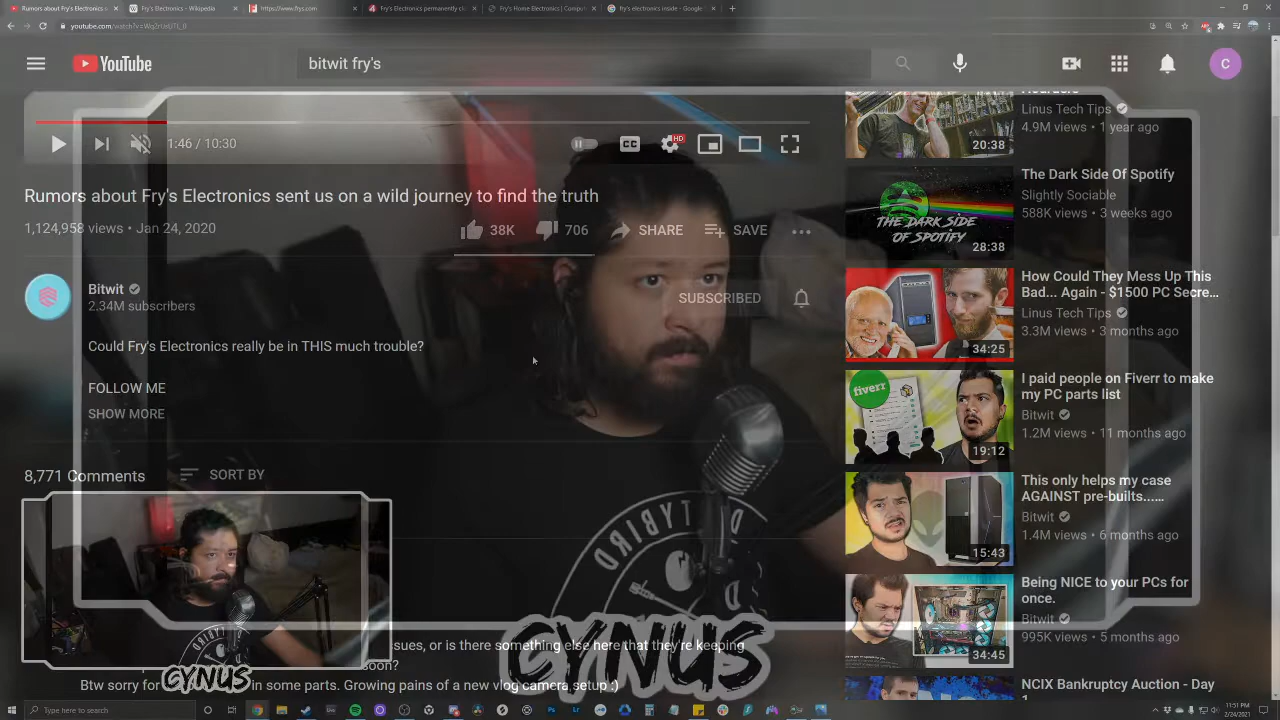 Rumors about Fry's Electronics
Fry's Electronics - Wikipedia
https://www.frys.com
Fry's Electronics permanently cl
Fry's Home Electronics | Comput
frys electronics inside - Google
YouTube
bitwit fry's
C
1:46 / 10:30
CC
HD
Rumors about Fry's Electronics sent us on a wild journey to find the truth
1,124,958 views • Jan 24, 2020
38K
706
SHARE
SAVE
Bitwit
2.34M subscribers
SUBSCRIBED
Could Fry's Electronics really be in THIS much trouble?
FOLLOW ME
SHOW MORE
8,771 Comments
SORT BY
sues, or is there something else here that they're keeping
soon?
Btw sorry for
in some parts. Growing pains of a new vlog camera setup :)
CYNUS
CYNUS
DIRTYBIRD
Linus Tech Tips
4.9M views • 1 year ago
20:38
The Dark Side Of Spotify
Slightly Sociable
588K views • 3 weeks ago
THE DARK SIDE
OF SPOTIFY
28:38
How Could They Mess Up This
Bad... Again - $1500 PC Secre...
Linus Tech Tips
3.3M views • 3 months ago
34:25
fiverr
I paid people on Fiverr to make
my PC parts list
Bitwit
1.2M views • 11 months ago
19:12
This only helps my case
AGAINST pre-builts......
Bitwit
1.4M views • 6 months ago
15:43
Being NICE to your PCs for
once.
Bitwit
995K views • 5 months ago
34:45
NCIX Bankruptcy Auction - Day
Type here to search
11:51 PM
2/24/2021